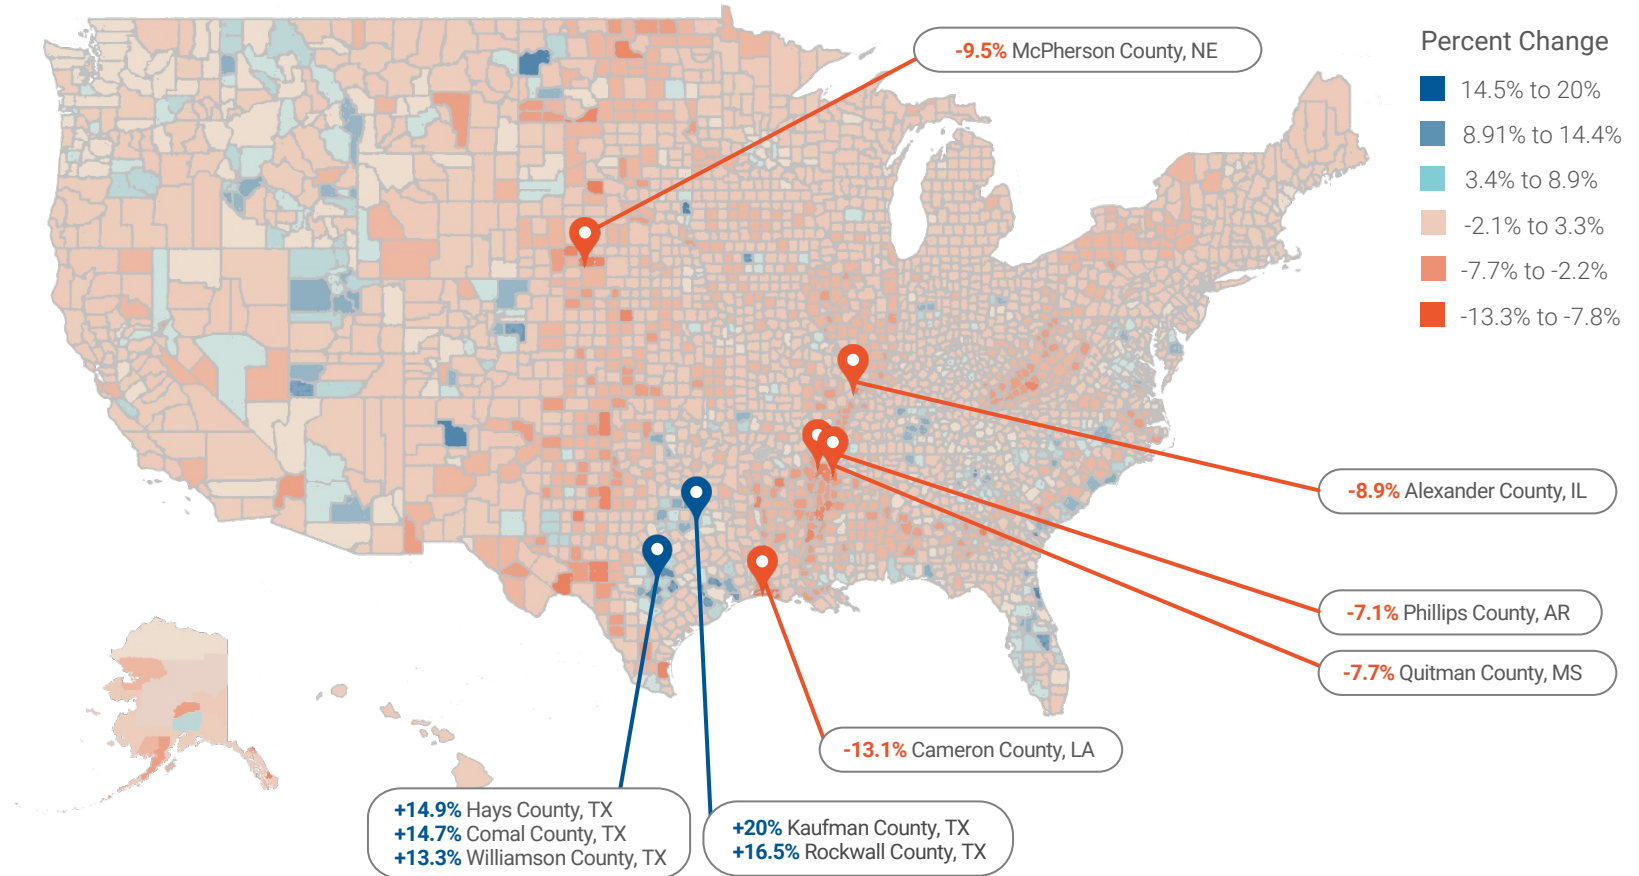 -9.5% McPherson County, NE
Percent Change
14.5% to 20%
8.91% to 14.4%
3.4% to 8.9%
-2.1% to 3.3%
-7.7% to -2.2%
-13.3% to -7.8%
-8.9% Alexander County, IL
-7.1% Phillips County, AR
-7.7% Quitman County, MS
-13.1% Cameron County, LA
+14.9% Hays County, TX
+14.7% Comal County, TX
+13.3% Williamson County, TX
+20% Kaufman County, TX
+16.5% Rockwall County, TX